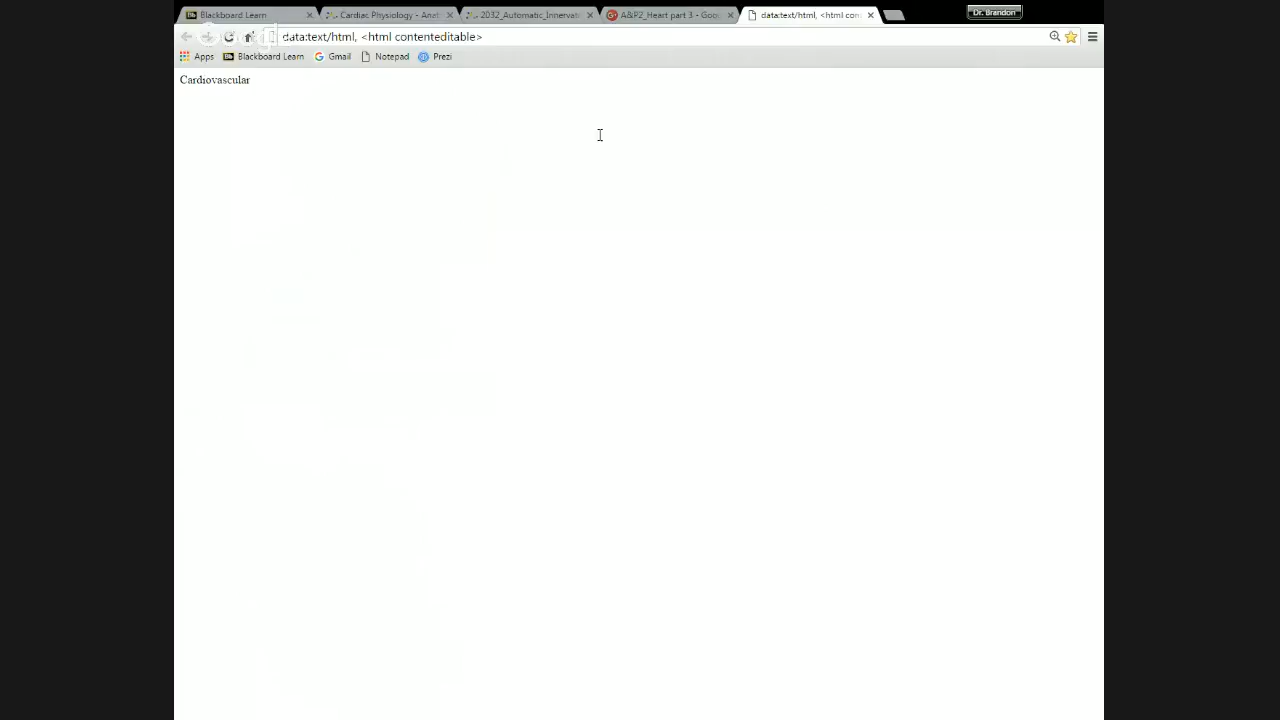 Blackboard Learn
Cardiac Physiology - Anat
2032_Automatic_Innervat
A&P2_Heart part 3 - Goo
data:text/html, <html con
Dr. Brandon
data:text/html, <html contenteditable>
Apps
Blackboard Learn
Gmail
Notepad
Prezi
Cardiovascular